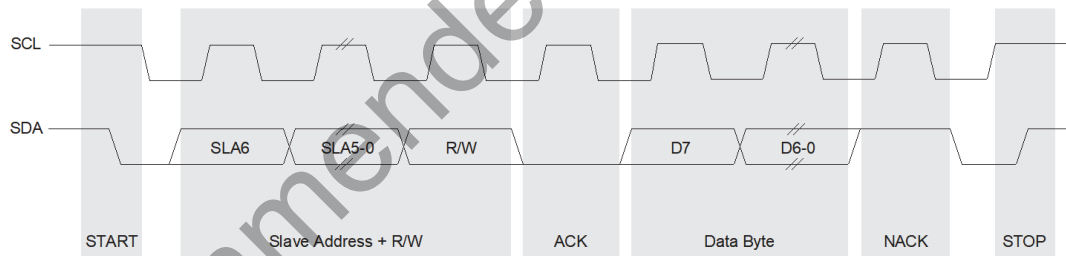 SCL
SDA
SLA6 SLA5-0 R/W D7 D6-0
START Slave Address + R/W ACK Data Byte NACK STOP